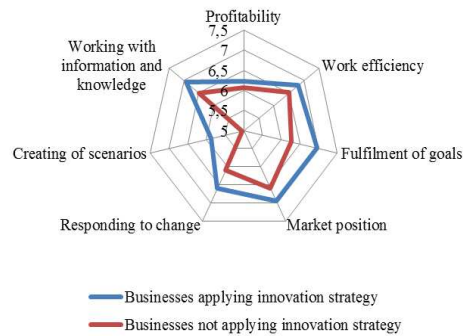 Profitability
7,5
7
6,5
6
5,5
5
Working with
information and
knowledge
Work efficiency
Creating of scenarios
Fulfilment of goals
Responding to change
Market position
Businesses applying innovation strategy
Businesses not applying innovation strategy